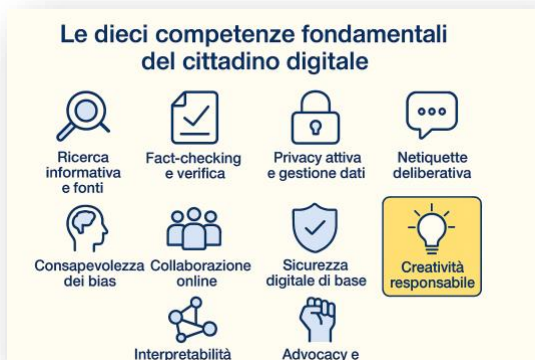 Le dieci competenze fondamentali
del cittadino digitale
Ricerca
informativa
e fonti
Fact-checking
e verifica
Privacy attiva
e gestione dati
Netiquette
deliberativa
Consapevolezza
dei bias
Collaborazione
online
Sicurezza
digitale di base
Creatività
responsabile
Interpretabilità
Advocacy e